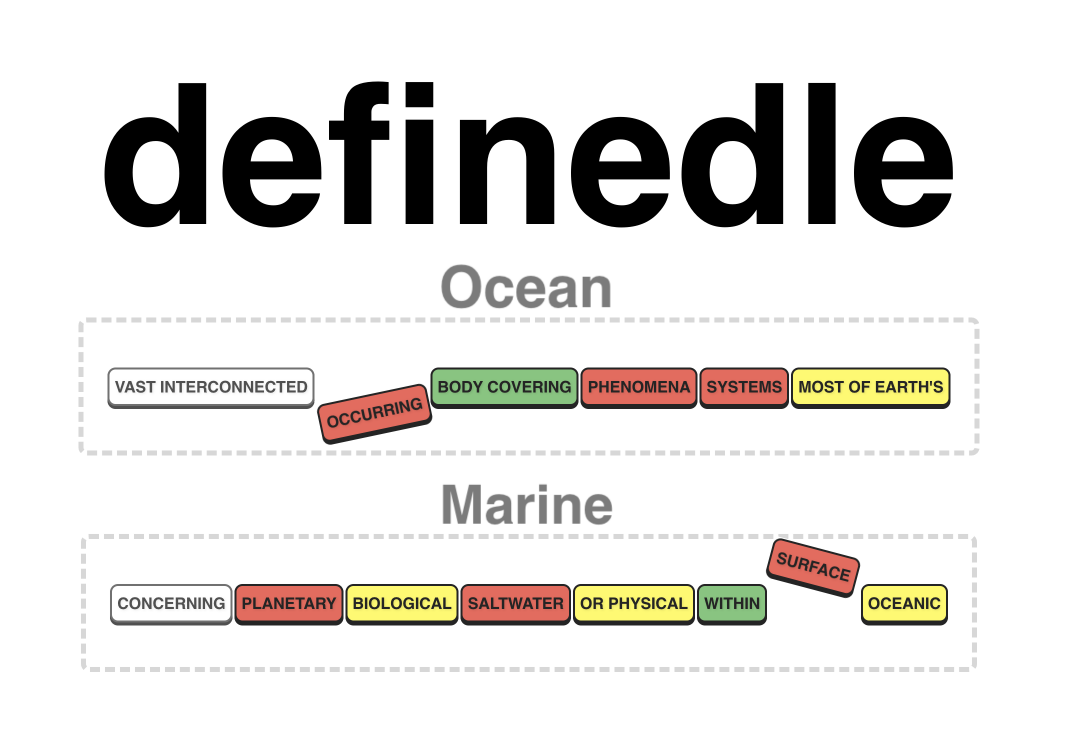 definedle
Ocean
VAST INTERCONNECTED OCCURRING BODY COVERING PHENOMENA SYSTEMS MOST OF EARTH'S
Marine
CONCERNING PLANETARY BIOLOGICAL SALTWATER OR PHYSICAL WITHIN SURFACE OCEANIC